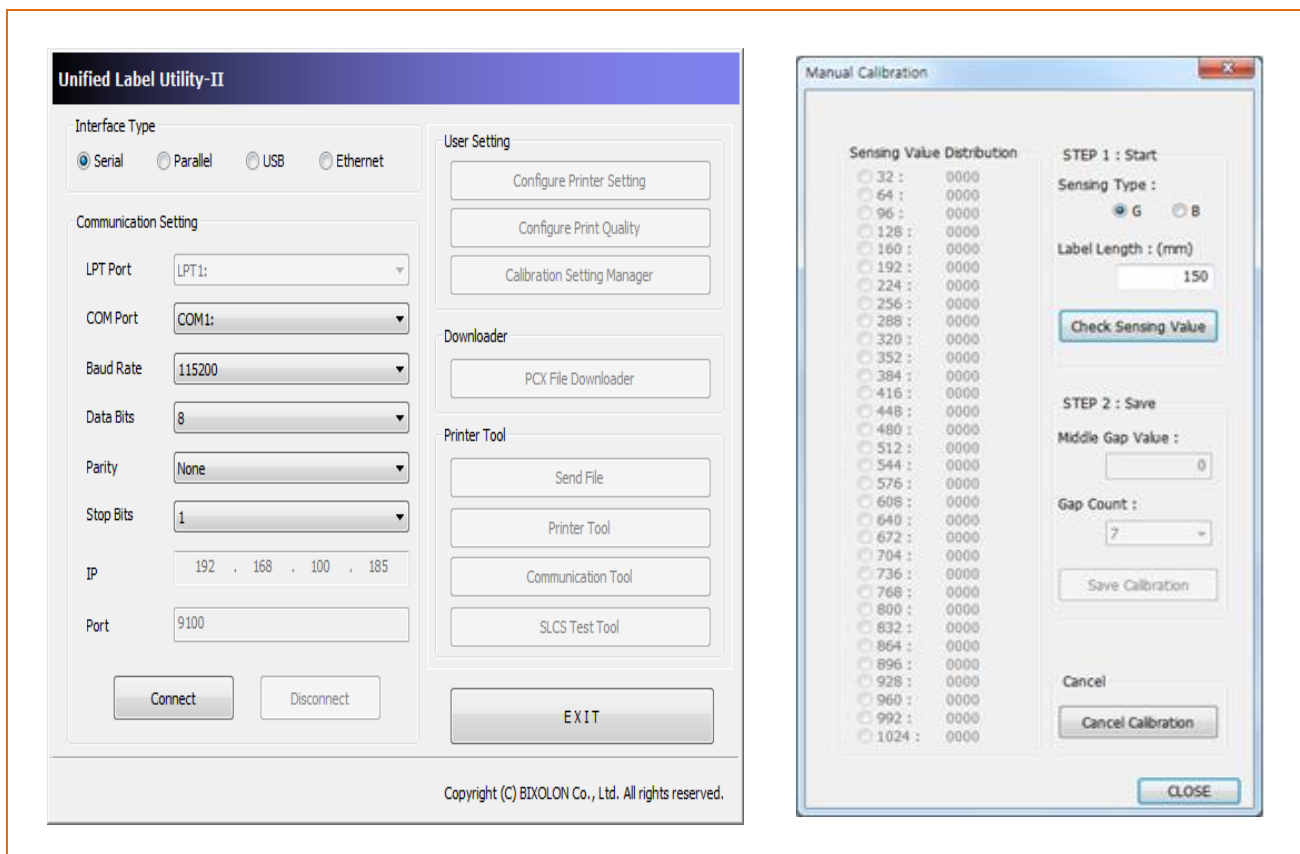 Unified Label Utility-II
Interface Type
Serial Parallel USB Ethernet
Communication Setting
LPT Port LPT1:
COM Port COM1:
Baud Rate 115200
Data Bits 8
Parity None
Stop Bits 1
IP 192 . 168 . 100 . 185
Port 9100
Connect Disconnect
User Setting
Configure Printer Setting
Configure Print Quality
Calibration Setting Manager
Downloader
PCX File Downloader
Printer Tool
Send File
Printer Tool
Communication Tool
SLCS Test Tool
EXIT
Copyright (C) BIXOLON Co., Ltd. All rights reserved.
Manual Calibration
Sensing Value Distribution
32 : 0000
64 : 0000
96 : 0000
128 : 0000
160 : 0000
192 : 0000
224 : 0000
256 : 0000
288 : 0000
320 : 0000
352 : 0000
384 : 0000
416 : 0000
448 : 0000
480 : 0000
512 : 0000
544 : 0000
576 : 0000
608 : 0000
640 : 0000
672 : 0000
704 : 0000
736 : 0000
768 : 0000
800 : 0000
832 : 0000
864 : 0000
896 : 0000
928 : 0000
960 : 0000
992 : 0000
1024 : 0000
STEP 1 : Start
Sensing Type :
G B
Label Length : (mm)
150
Check Sensing Value
STEP 2 : Save
Middle Gap Value :
0
Gap Count :
7
Save Calibration
Cancel
Cancel Calibration
CLOSE